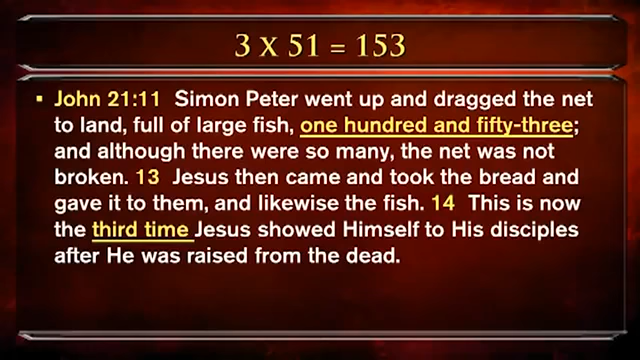 3 X 51 = 153
▪ John 21:11 Simon Peter went up and dragged the net
to land, full of large fish, one hundred and fifty-three;
and although there were so many, the net was not
broken. 13 Jesus then came and took the bread and
gave it to them, and likewise the fish. 14 This is now
the third time Jesus showed Himself to His disciples
after He was raised from the dead.